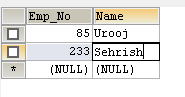 Emp_No Name
85 Urooj
233 Sehrish
* (NULL) (NULL)